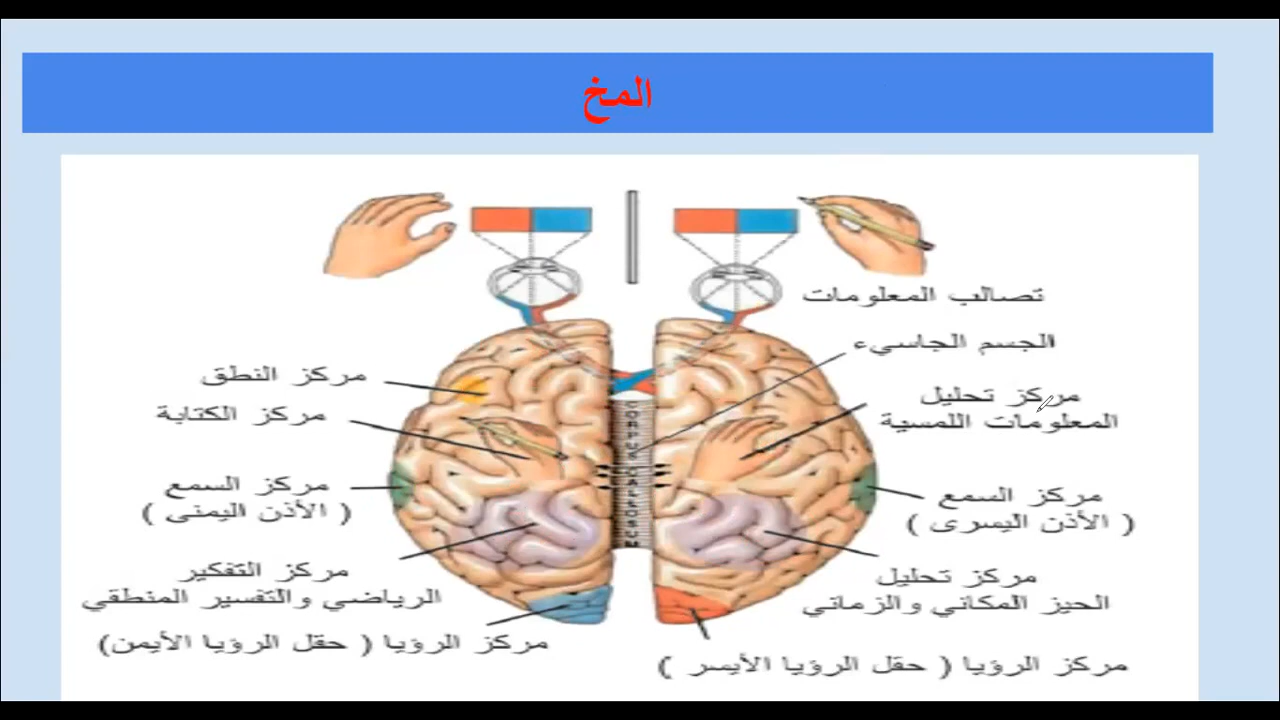 المخ
تصالب المعلومات
الجسم الجاسيء
مركز تحليل
المعلومات اللمسية
مركز السمع
( الأذن اليسرى )
مركز تحليل
الحيز المكاني والزماني
مركز الرؤيا ( حقل الرؤيا الأيسر )
مركز النطق
مركز الكتابة
مركز السمع
( الأذن اليمنى )
مركز التفكير
الرياضي والتفسير المنطقي
مركز الرؤيا ( حقل الرؤيا الأيمن)